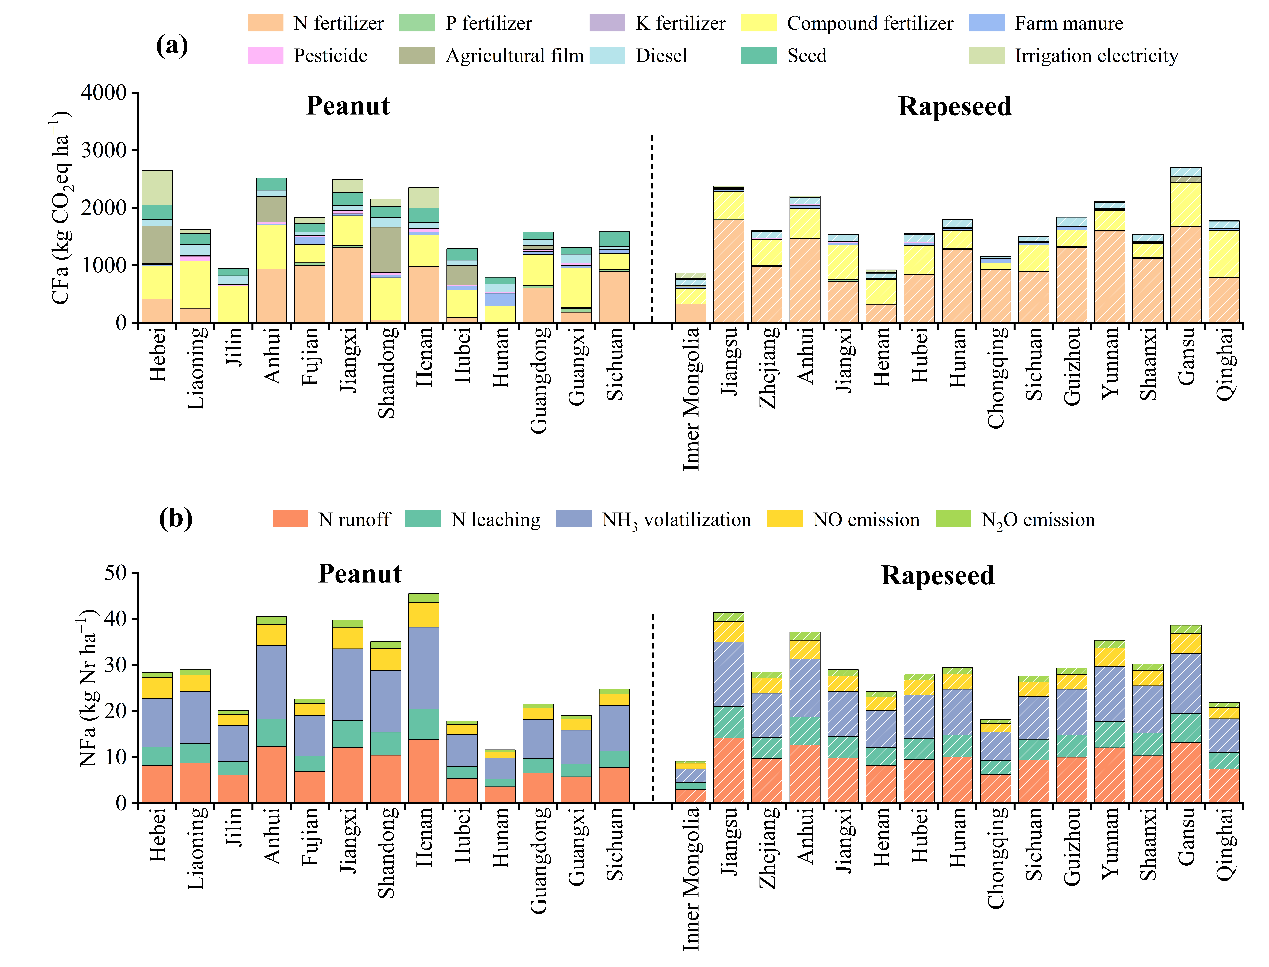 N fertilizer P fertilizer K fertilizer Compound fertilizer Farm manure
(a)
Pesticide Agricultural film Diesel Seed Irrigation electricity
Peanut Rapeseed
CFa (kg CO₂eq ha⁻¹)
4000
3000
2000
1000
0
Hebei Liaoning Jilin Anhui Fujian Jiangxi Shandong Henan Hubei Hunan Guangdong Guangxi Sichuan Inner Mongolia Jiangsu Zhejiang Anhui Jiangxi Henan Hubei Hunan Chongqing Sichuan Guizhou Yunnan Shaanxi Gansu Qinghai
(b)
N runoff N leaching NH₃ volatilization NO emission N₂O emission
Peanut Rapeseed
NFa (kg Nr ha⁻¹)
50
40
30
20
10
0
Hebei Liaoning Jilin Anhui Fujian Jiangxi Shandong Henan Hubei Hunan Guangdong Guangxi Sichuan Inner Mongolia Jiangsu Zhejiang Anhui Jiangxi Henan Hubei Hunan Chongqing Sichuan Guizhou Yunnan Shaanxi Gansu Qinghai